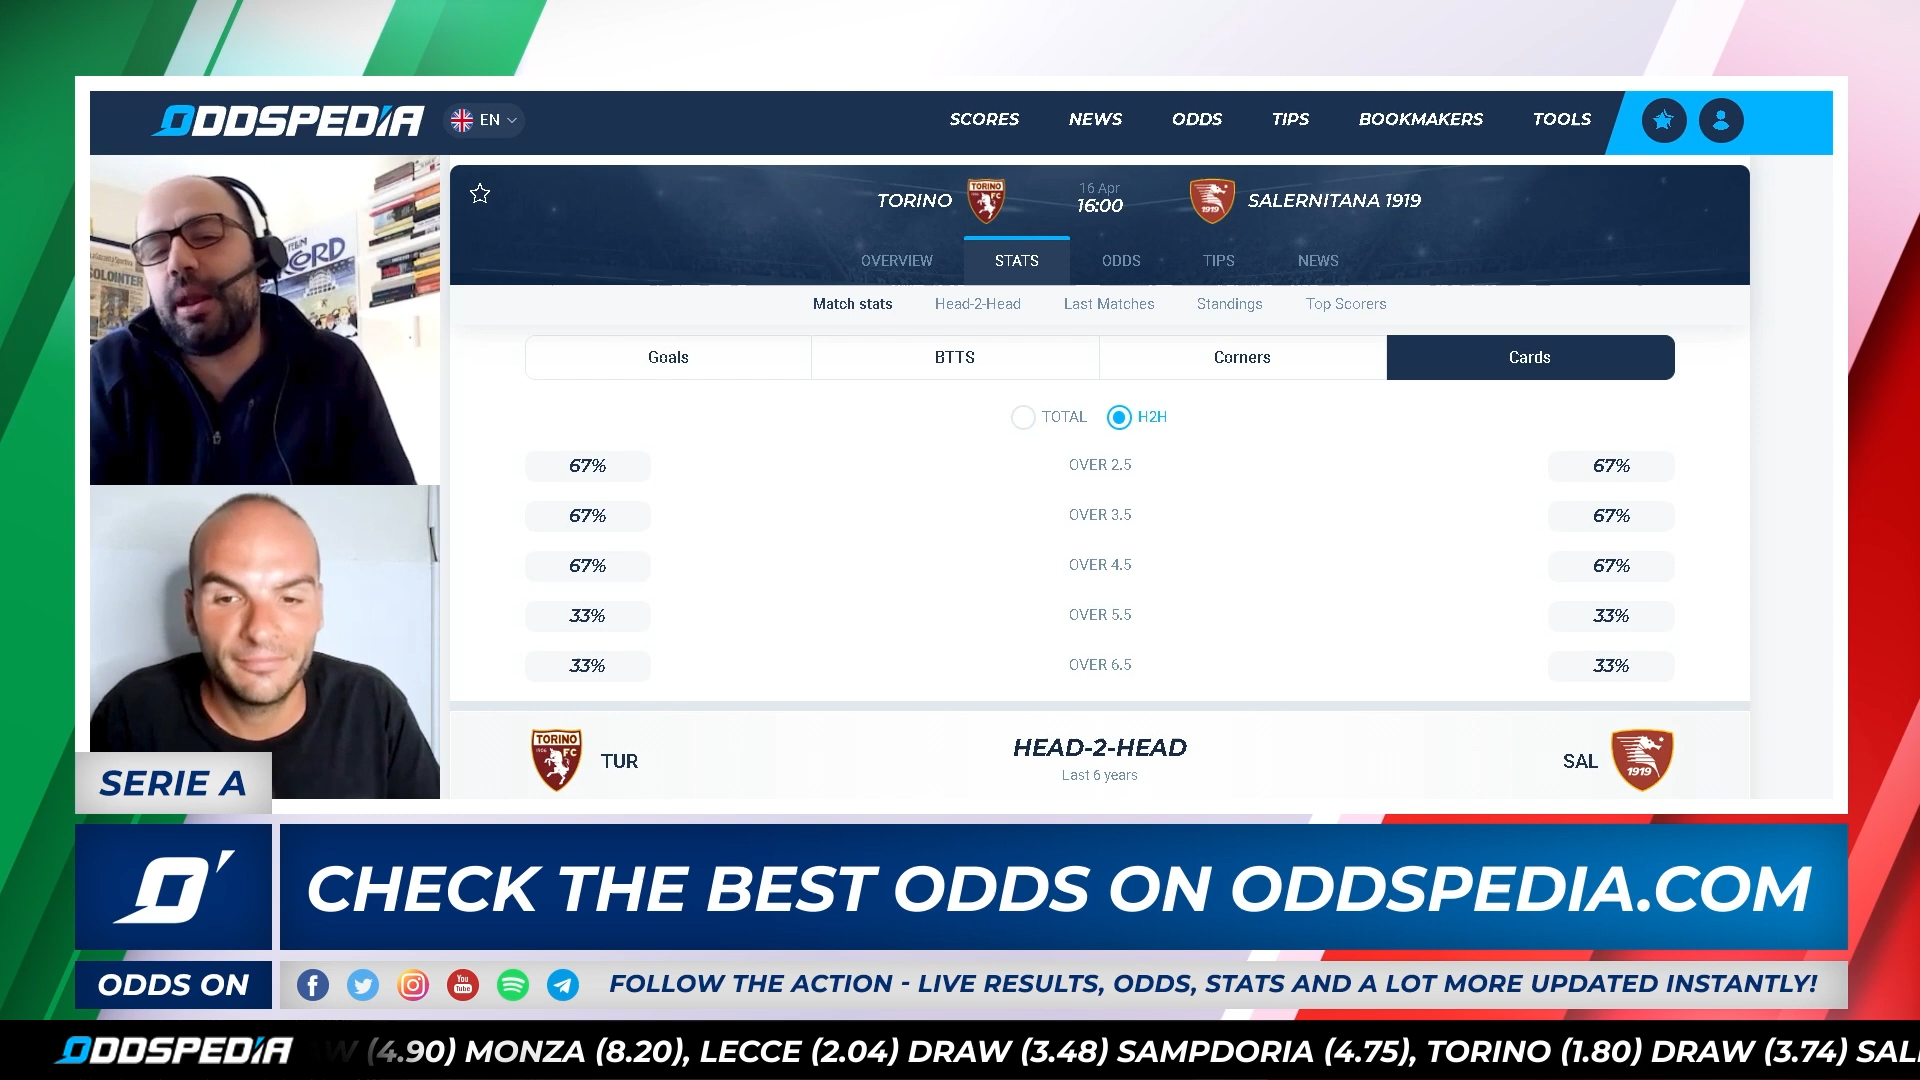 ODDSPEDIA
EN
SCORES NEWS ODDS TIPS BOOKMAKERS TOOLS
TORINO
TORINO
FC
16 Apr
16:00
1919
SALERNITANA 1919
OVERVIEW STATS ODDS TIPS NEWS
Match stats Head-2-Head Last Matches Standings Top Scorers
Goals BTTS Corners Cards
TOTAL H2H
67% OVER 2.5 67%
67% OVER 3.5 67%
67% OVER 4.5 67%
33% OVER 5.5 33%
33% OVER 6.5 33%
TORINO
FC
TUR
HEAD-2-HEAD
Last 6 years
SAL
1919
SERIE A
CHECK THE BEST ODDS ON ODDSPEDIA.COM
ODDS ON
You Tube
FOLLOW THE ACTION - LIVE RESULTS, ODDS, STATS AND A LOT MORE UPDATED INSTANTLY!
ODDSPEDIA
W (4.90) MONZA (8.20), LECCE (2.04) DRAW (3.48) SAMPDORIA (4.75), TORINO (1.80) DRAW (3.74) SAL